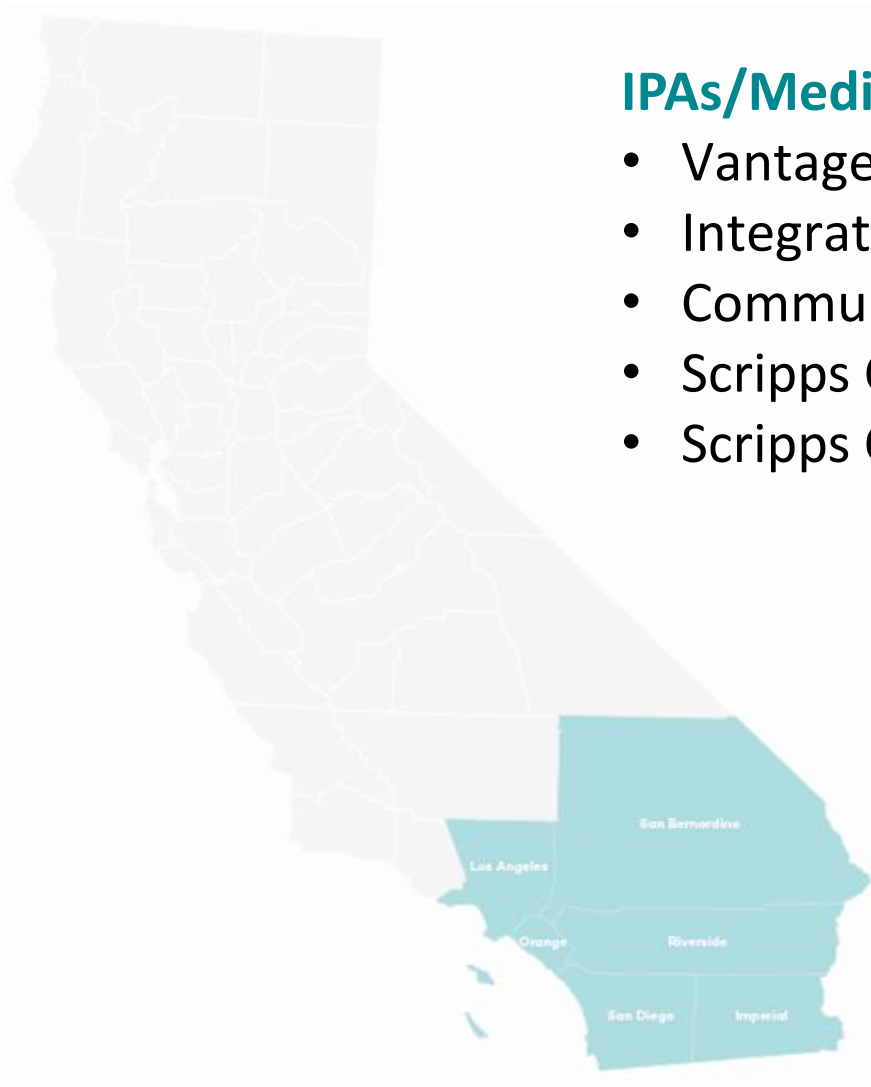 IPAs/Medi
• Vantage
• Integrat
• Commu
• Scripps
• Scripps
San Bernardino
Los Angeles
Orange
Riverside
San Diego
Imperial